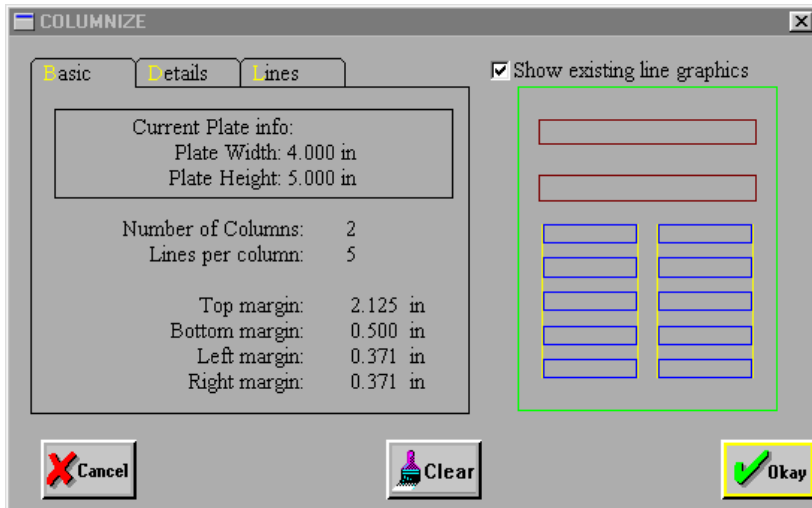 COLUMNIZE
Basic
Details
Lines
Show existing line graphics
Current Plate info:
Plate Width: 4.000 in
Plate Height: 5.000 in
Number of Columns: 2
Lines per column: 5
Top margin: 2.125 in
Bottom margin: 0.500 in
Left margin: 0.371 in
Right margin: 0.371 in
Cancel
Clear
Okay